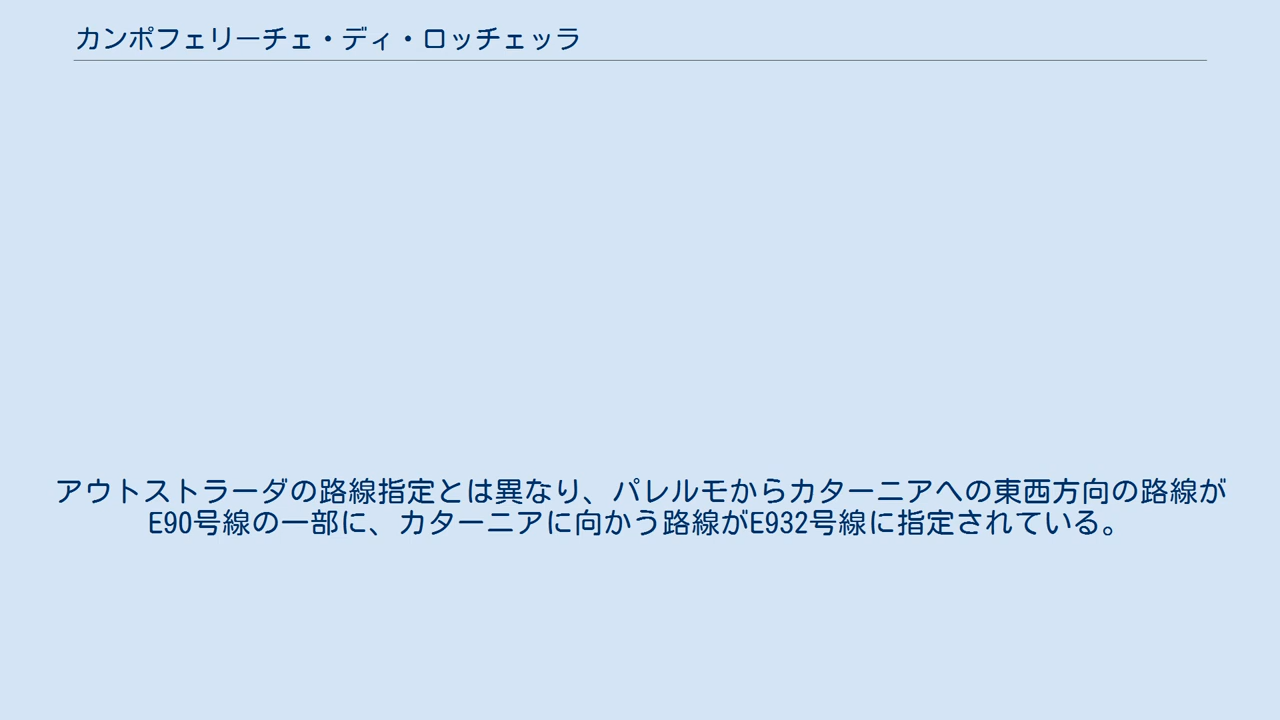 カンポフェリーチェ・ディ・ロッチェッラ
アウトストラーダの路線指定とは異なり、パレルモからカターニアへの東西方向の路線が
E90号線の一部に、カターニアに向かう路線がE932号線に指定されている。